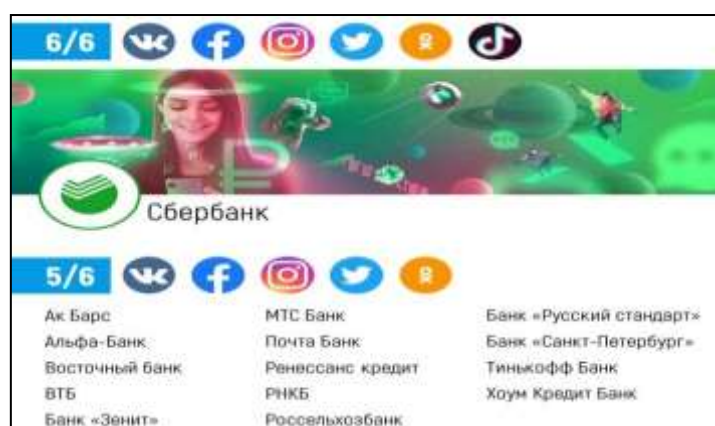 6/6
Сбербанк
5/6
Ак Барс
Альфа-Банк
Восточный банк
ВТБ
Банк «Зенит»
МТС Банк
Почта Банк
Ренессанс кредит
РНКБ
Россельхозбанк
Банк «Русский стандарт»
Банк «Санкт-Петербург»
Тинькофф Банк
Хоум Кредит Банк